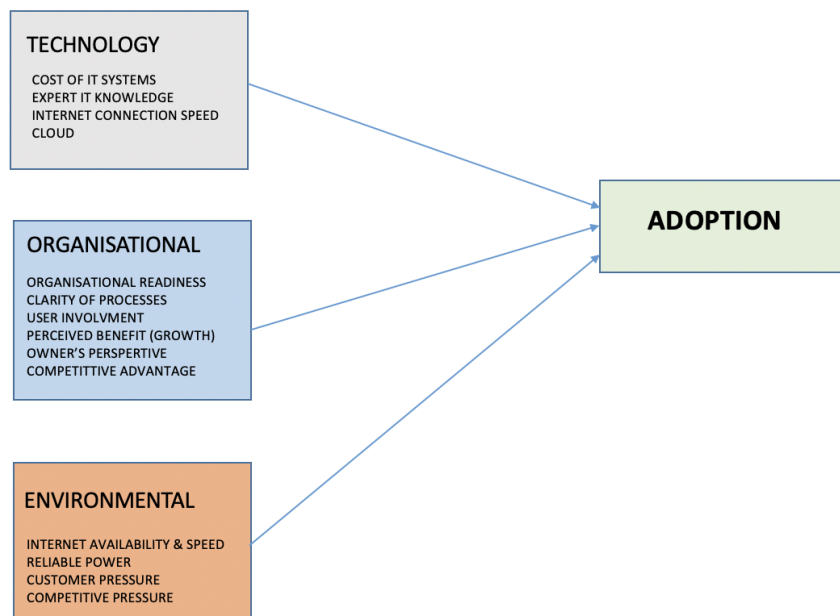 TECHNOLOGY
COST OF IT SYSTEMS
EXPERT IT KNOWLEDGE
INTERNET CONNECTION SPEED
CLOUD
ORGANISATIONAL
ORGANISATIONAL READINESS
CLARITY OF PROCESSES
USER INVOLVMENT
PERCEIVED BENEFIT (GROWTH)
OWNER'S PERSPERTIVE
COMPETITTIVE ADVANTAGE
ENVIRONMENTAL
INTERNET AVAILABILITY & SPEED
RELIABLE POWER
CUSTOMER PRESSURE
COMPETITIVE PRESSURE
ADOPTION